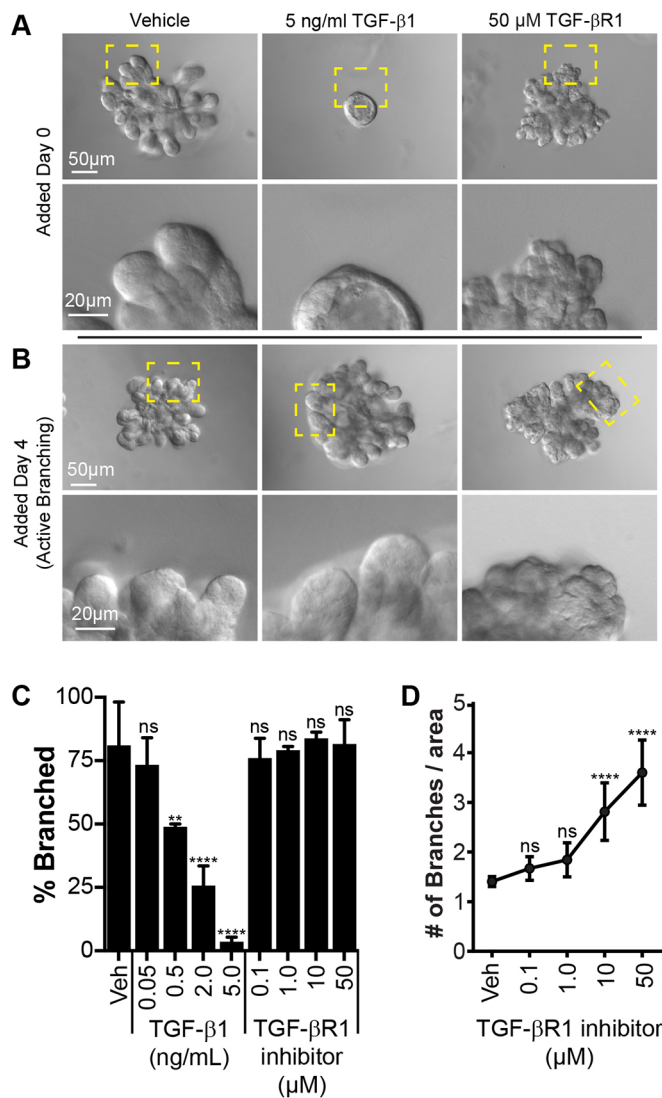 A
Vehicle
5 ng/ml TGF-β1
50 µM TGF-βR1
Added Day 0
50µm
20µm
B
Added Day 4
(Active Branching)
50µm
20µm
C
% Branched
100
75
50
25
0
ns
**
****
****
ns
ns
ns
ns
Veh
0.05
0.5
2.0
5.0
0.1
1.0
10
50
TGF-β1
(ng/mL)
TGF-βR1
inhibitor
(µM)
D
# of Branches / area
5
4
3
2
1
0
ns
ns
****
****
Veh
0.1
1.0
10
50
TGF-βR1 inhibitor
(µM)